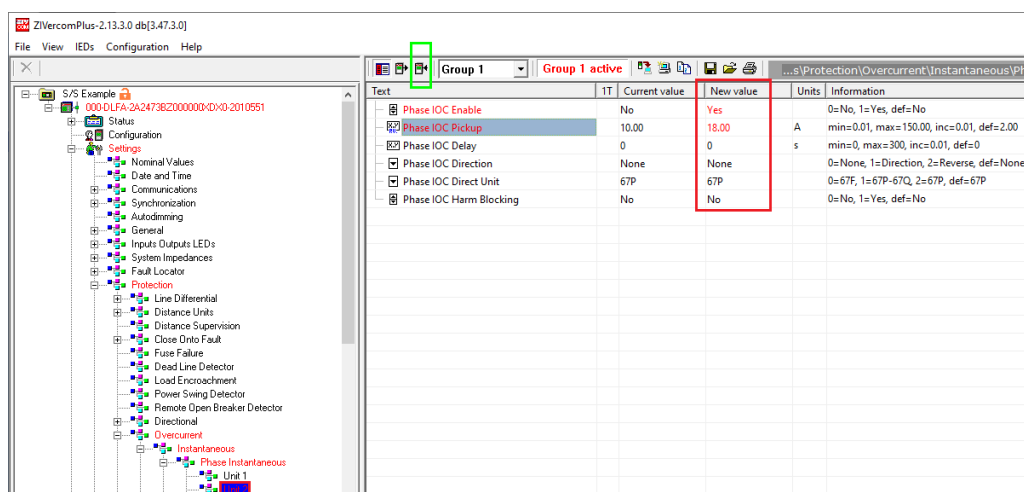 ZIVercomPlus-2.13.3.0 db[3.47.3.0]
File View IEDs Configuration Help
Group 1 Group 1 active ...s\Protection\Overcurrent\Instantaneous\Ph
S/S Example
000-DLFA-2A2473BZ000000XDX0-2010551
Status
Configuration
Settings
Nominal Values
Date and Time
Communications
Synchronization
Autodimming
General
Inputs Outputs LEDs
System Impedances
Fault Locator
Protection
Line Differential
Distance Units
Distance Supervision
Close Onto Fault
Fuse Failure
Dead Line Detector
Load Encroachment
Power Swing Detector
Remote Open Breaker Detector
Directional
Overcurrent
Instantaneous
Phase Instantaneous
Unit 1
Text 1T Current value New value Units Information
Phase IOC Enable No Yes 0=No, 1=Yes, def=No
Phase IOC Pickup 10.00 18.00 A min=0.01, max=150.00, inc=0.01, def=2.00
Phase IOC Delay 0 0 s min=0, max=300, inc=0.01, def=0
Phase IOC Direction None None 0=None, 1=Direction, 2=Reverse, def=None
Phase IOC Direct Unit 67P 67P 0=67F, 1=67P-67Q, 2=67P, def=67P
Phase IOC Harm Blocking No No 0=No, 1=Yes, def=No